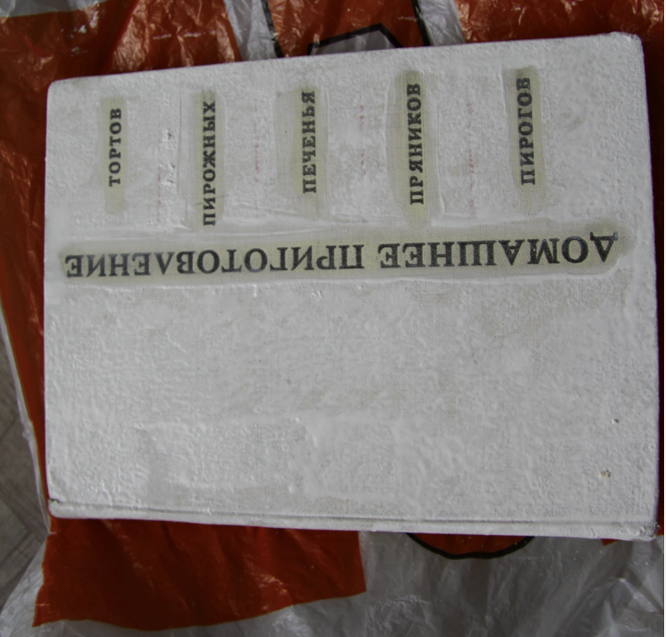 ДОМАШНЕЕ ПРИГОТОВЛЕНИЕ
ТОРТОВ
ПИРОЖНЫХ
ПЕЧЕНЬЯ
ПРЯНИКОВ
ПИРОГОВ